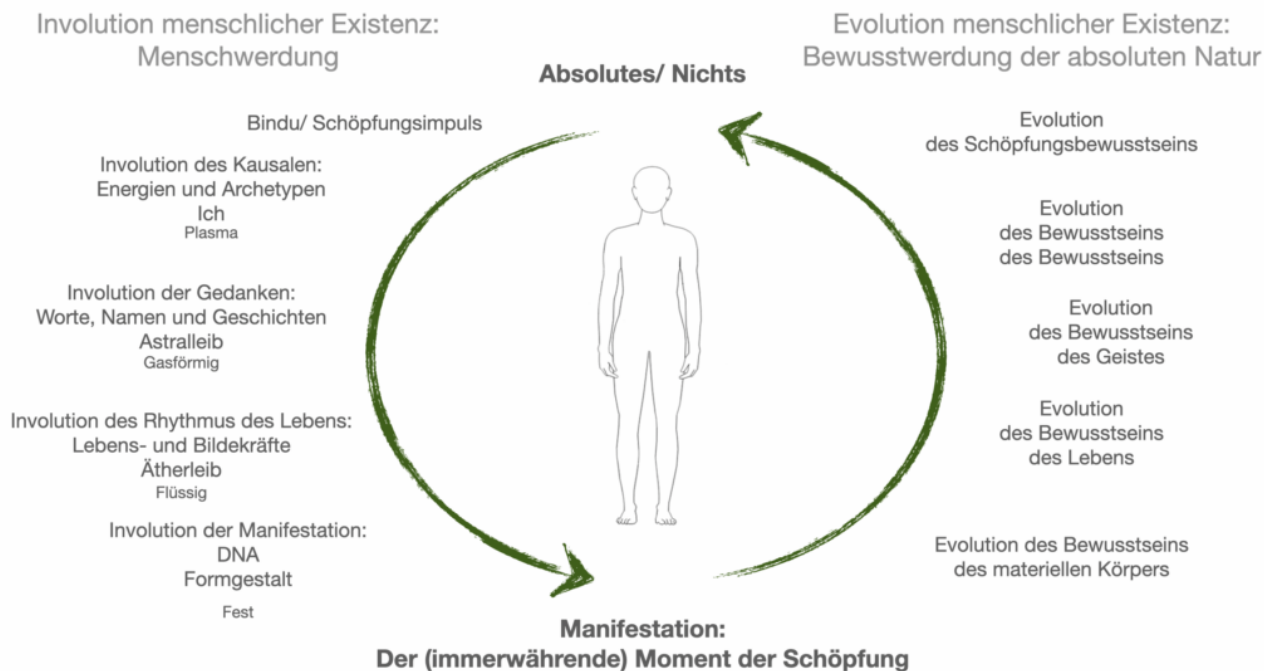 Involution menschlicher Existenz:
Menschwerdung
Evolution menschlicher Existenz:
Bewusstwerdung der absoluten Natur
Absolutes/ Nichts
Bindu/ Schöpfungsimpuls
Involution des Kausalen:
Energien und Archetypen
Ich
Plasma
Involution der Gedanken:
Worte, Namen und Geschichten
Astralleib
Gasförmig
Involution des Rhythmus des Lebens:
Lebens- und Bildekräfte
Ätherleib
Flüssig
Involution der Manifestation:
DNA
Formgestalt
Fest
Evolution
des Schöpfungsbewusstseins
Evolution
des Bewusstseins
des Bewusstseins
Evolution
des Bewusstseins
des Geistes
Evolution
des Bewusstseins
des Lebens
Evolution des Bewusstseins
des materiellen Körpers
Manifestation:
Der (immerwährende) Moment der Schöpfung